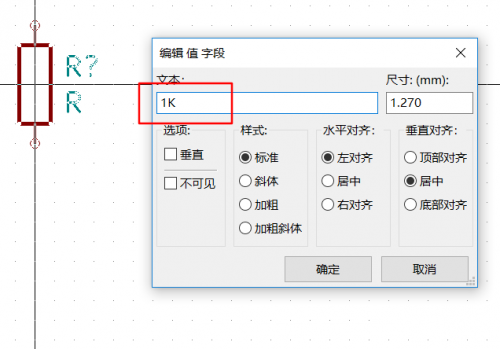 R?
R
编辑 值 字段
文本：
尺寸: (mm):
1K
1.270
选项:
样式:
水平对齐：
垂直对齐：
垂直
标准
左对齐
顶部对齐
不可见
斜体
居中
居中
加粗
右对齐
底部对齐
加粗斜体
确定
取消